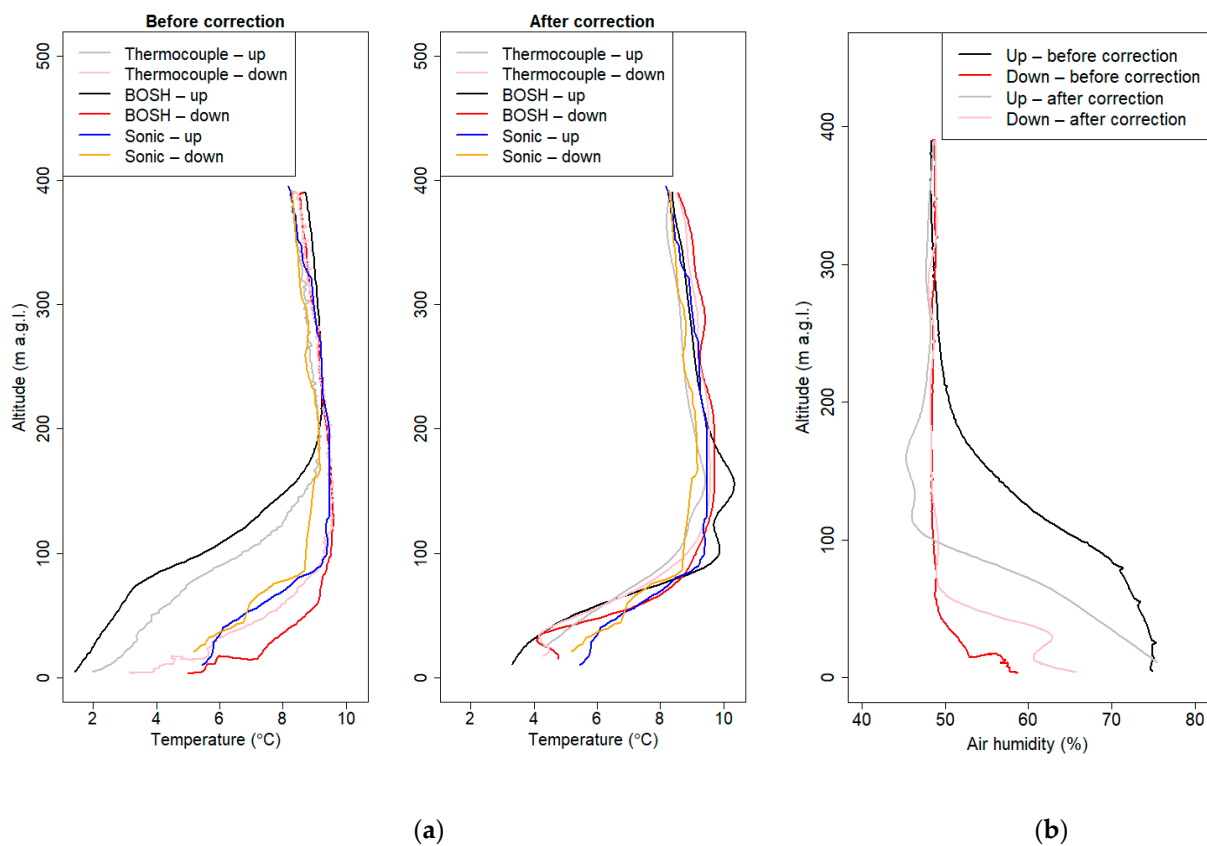 Before correction
Thermocouple – up
Thermocouple – down
BOSH – up
BOSH – down
Sonic – up
Sonic – down
Altitude (m a.g.l.)
500
400
300
200
100
0
2 4 6 8 10
Temperature (°C)
After correction
Thermocouple – up
Thermocouple – down
BOSH – up
BOSH – down
Sonic – up
Sonic – down
Altitude (m a.g.l.)
500
400
300
200
100
0
2 4 6 8 10
Temperature (°C)
(a)
Up – before correction
Down – before correction
Up – after correction
Down – after correction
Altitude (m a.g.l.)
400
300
200
100
0
40 50 60 70 80
Air humidity (%)
(b)